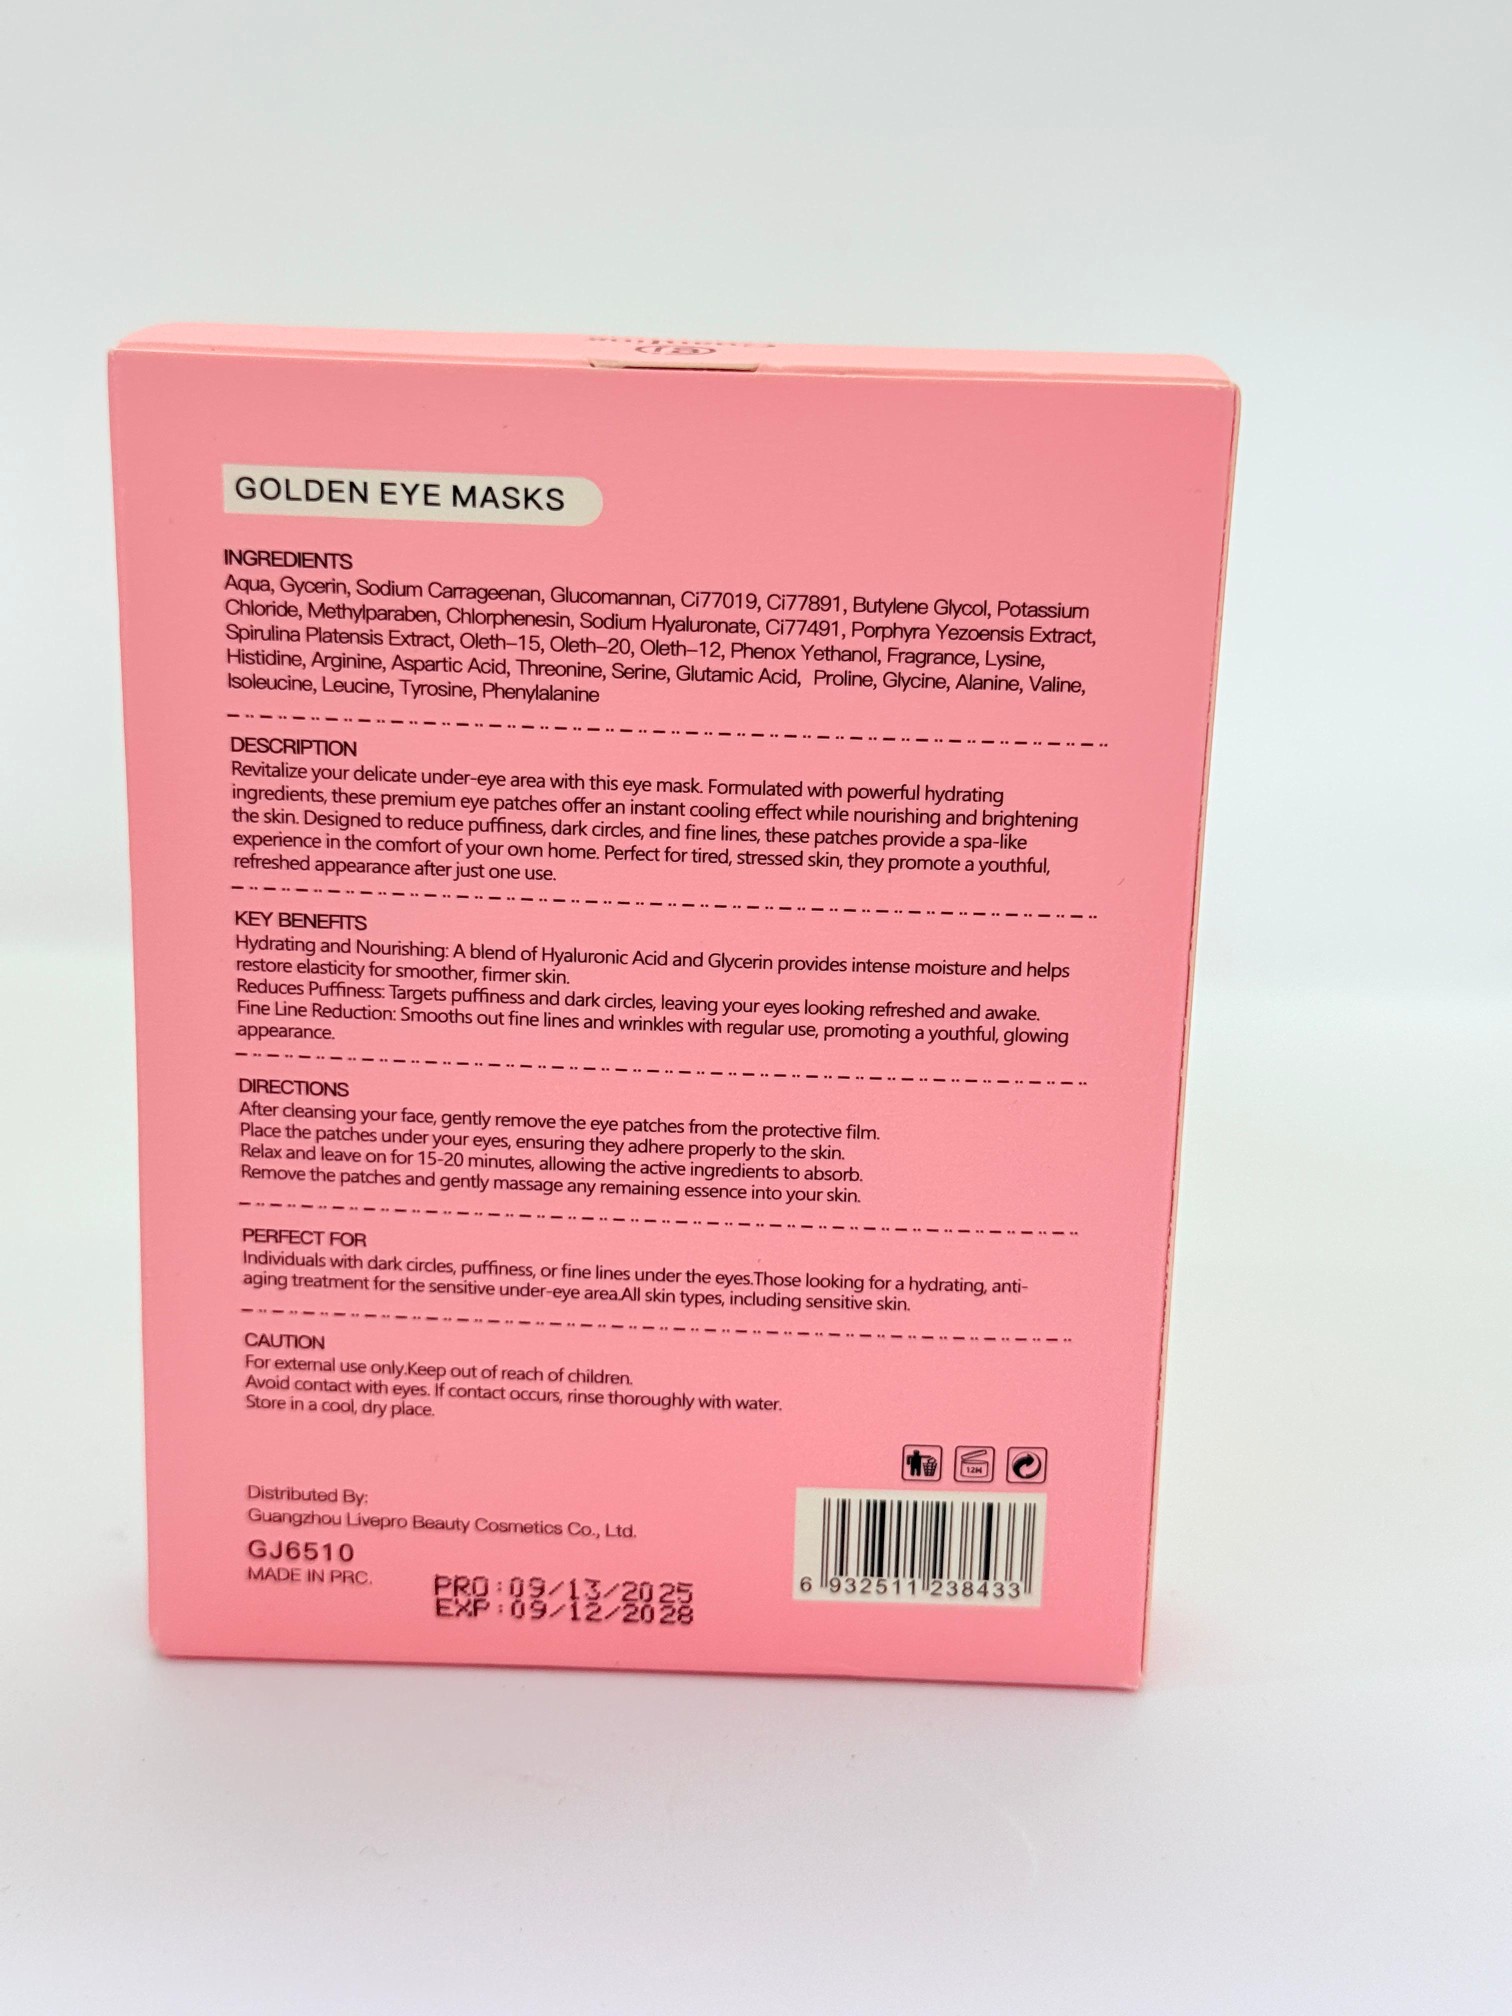 GOLDEN EYE MASKS
INGREDIENTS
Aqua, Gycerin, Sodium Carrageenan, Glucomannan, Ci77019, Ci77891, Butylene Glycol, Potassium
Chloride, Methylparaben, Chlorphenesin, Sodium Hyaluronate, Ci77491, Porphyra Yezoensis Extract,
Spirulina Platensis Extract, Oleth–15, Oleth–20, Oleth–12, Phenox Yethanol, Fragrance, Lysine,
Histidine, Arginine, Aspartic Acid, Threonine, Serine, Glutamic Acid, Proline, Glycine, Alanine, Valine,
Isoleucine, Leucine, Tyrosine, Phenylalanine
DESCRIPTION
Revitalize your delicate under-eye area with this eye mask. Formulated with powerful hydrating
ingredients, these premium eye patches offer an instant cooling effect while nourishing and brightening
the skin. Designed to reduce puffiness, dark circles, and fine lines, these patches provide a spa-like
experience in the comfort of your own home. Perfect for tired, stressed skin, they promote a youthful,
refreshed appearance after just one use.
KEY BENEFITS
Hydrating and Nourishing: A blend of Hyaluronic Acid and Glycerin provides intense moisture and helps
restore elasticity for smoother, firmer skin.
Reduces Puffiness: Targets puffiness and dark circles, leaving your eyes looking refreshed and awake.
Fine Line Reduction: Smooths out fine lines and wrinkles with regular use, promoting a youthful, glowing
appearance.
DIRECTIONS
After cleansing your face, gently remove the eye patches from the protective film.
Place the patches under your eyes, ensuring they adhere properly to the skin.
Relax and leave on for 15-20 minutes, allowing the active ingredients to absorb.
Remove the patches and gently massage any remaining essence into your skin.
PERFECT FOR
Individuals with dark circles, puffiness, or fine lines under the eyes.Those looking for a hydrating, anti-
aging treatment for the sensitive under-eye area.All skin types, including sensitive skin.
CAUTION
For external use only.Keep out of reach of children.
Avoid contact with eyes. If contact occurs, rinse thoroughly with water.
Store in a cool, dry place.
12M
Distributed By:
Guangzhou Livepro Beauty Cosmetics Co., Ltd.
GJ6510
MADE IN PRC.
PRO:09/13/2025
EXP:09/12/2028
6 932511 238433